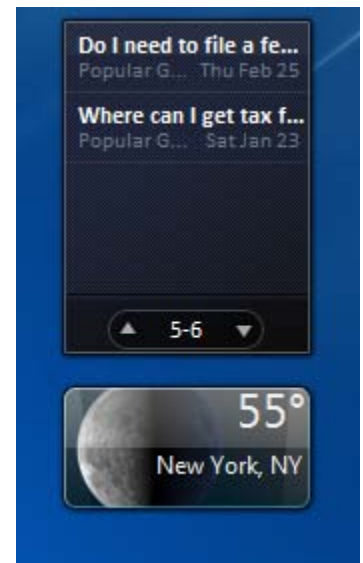 Do I need to file a fe...
Popular G... Thu Feb 25
Where can I get tax f...
Popular G... Sat Jan 23
5-6
55°
New York, NY